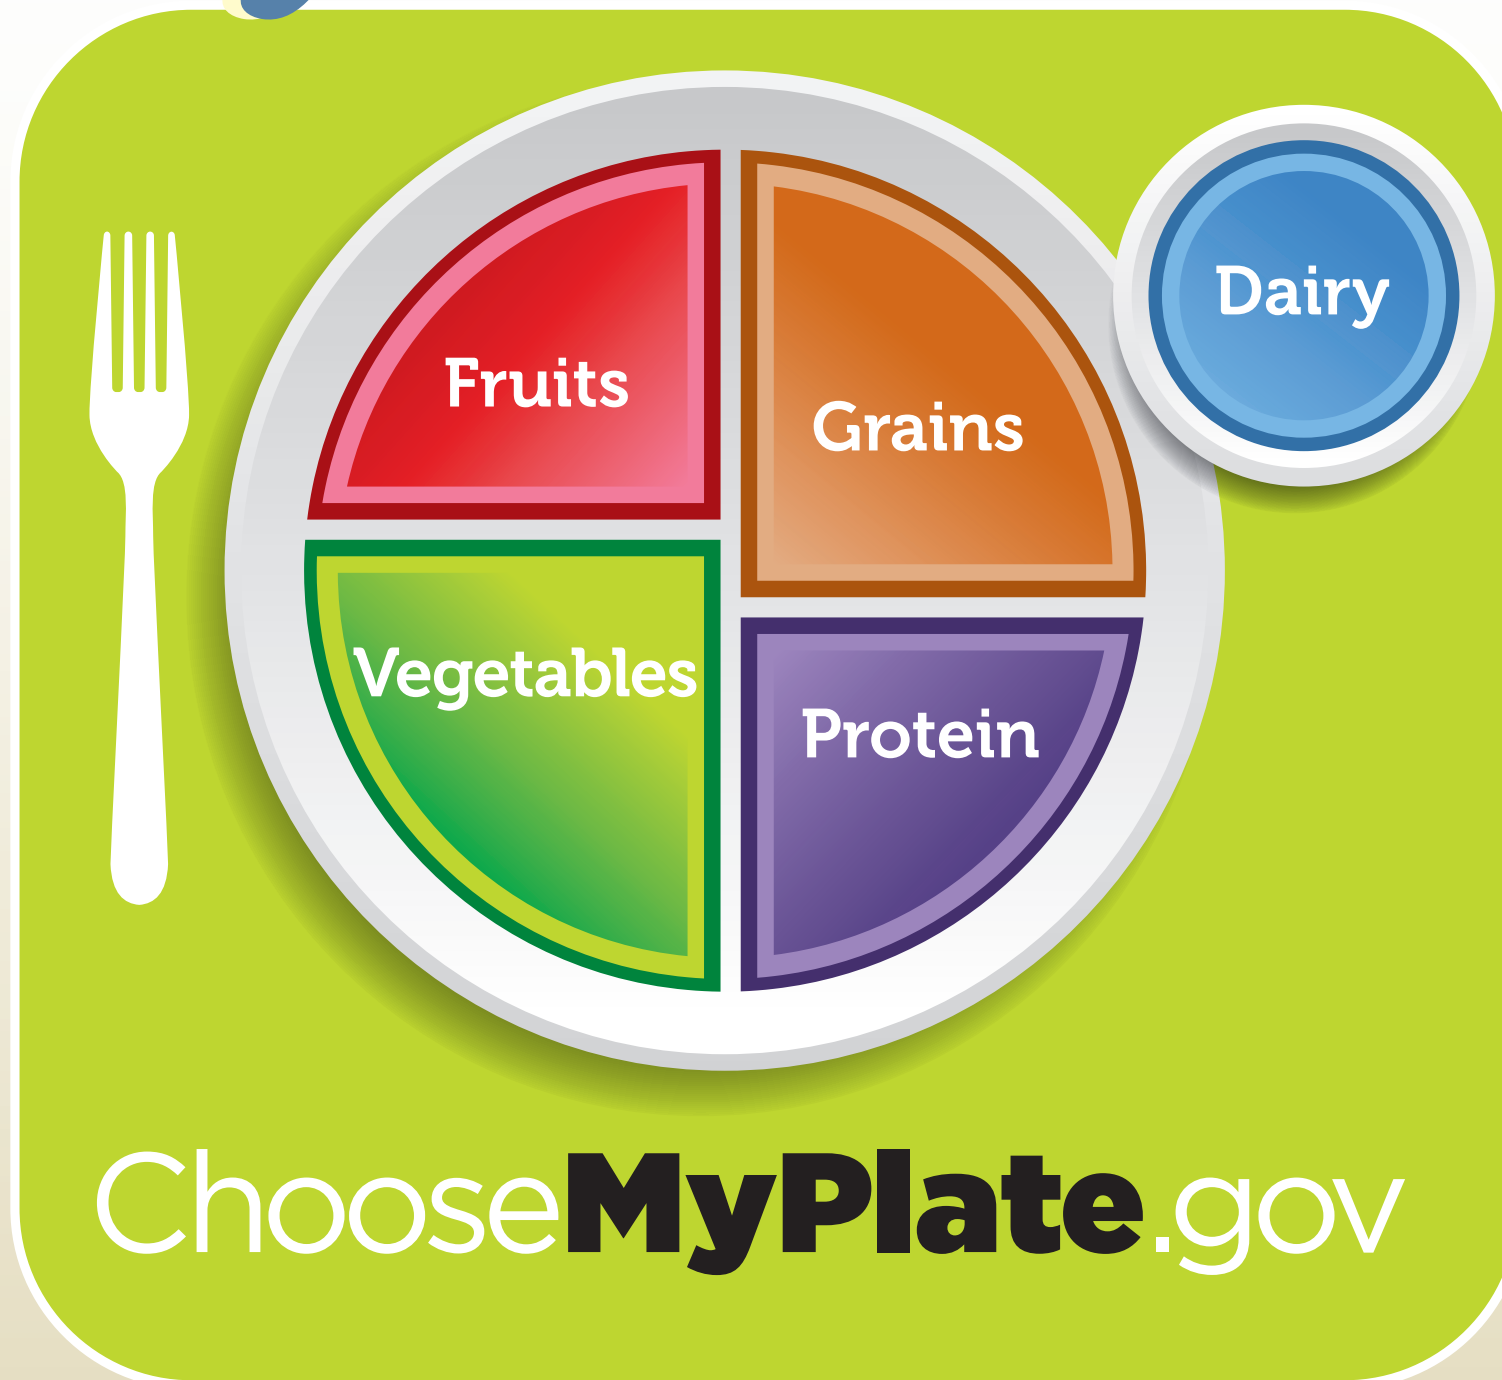 Fruits
Grains
Dairy
Vegetables
Protein
ChooseMyPlate.gov